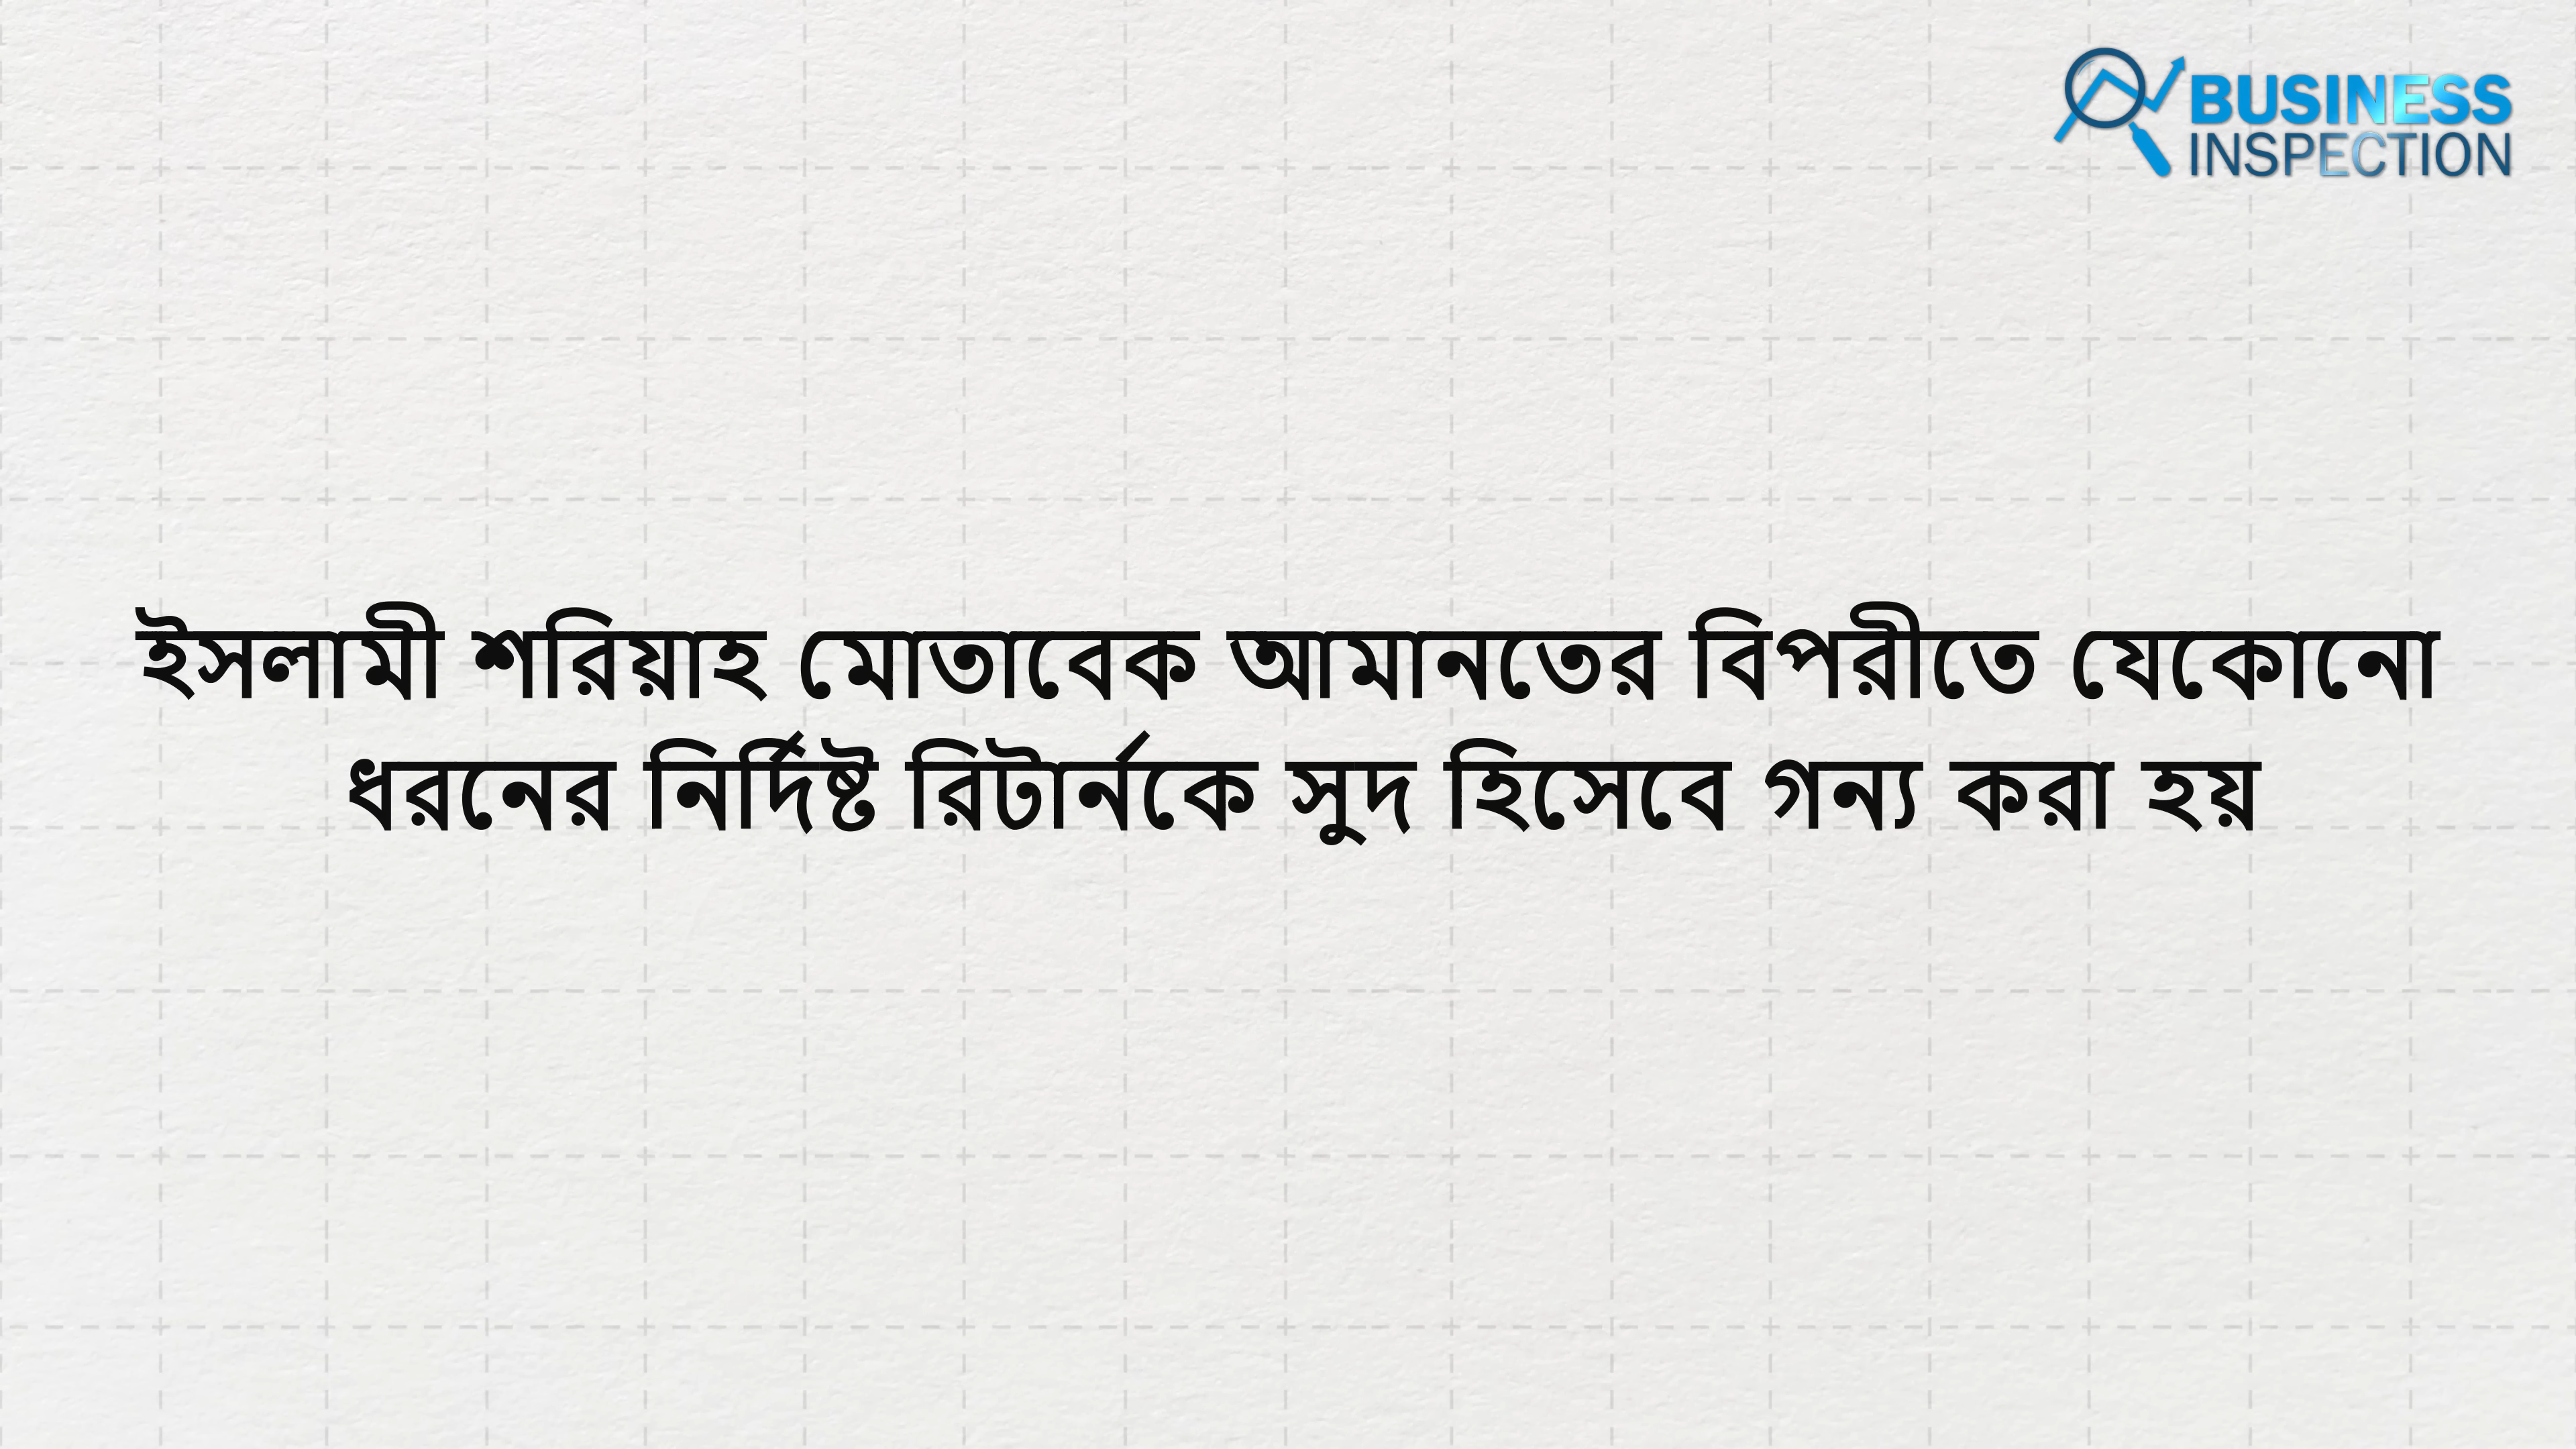 BUSINESS
INSPECTION
ইসলামী শরিয়াহ মোতাবেক আমানতের বিপরীতে যেকোনো
ধরনের নির্দিষ্ট রিটার্নকে সুদ হিসেবে গন্য করা হয়